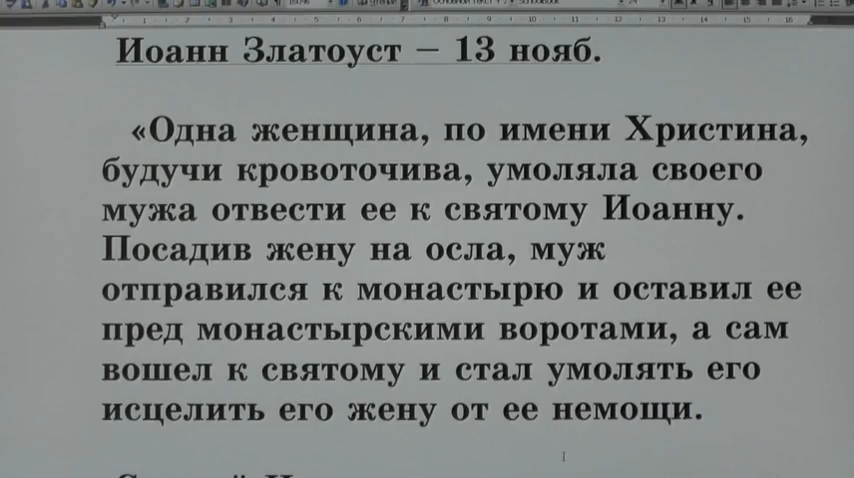 Иоанн Златоуст – 13 нояб.
«Одна женщина, по имени Христина,
будучи кровоточива, умоляла своего
мужа отвести ее к святому Иоанну.
Посадив жену на осла, муж
отправился к монастырю и оставил ее
пред монастырскими воротами, а сам
вошел к святому и стал умолять его
исцелить его жену от ее немощи.